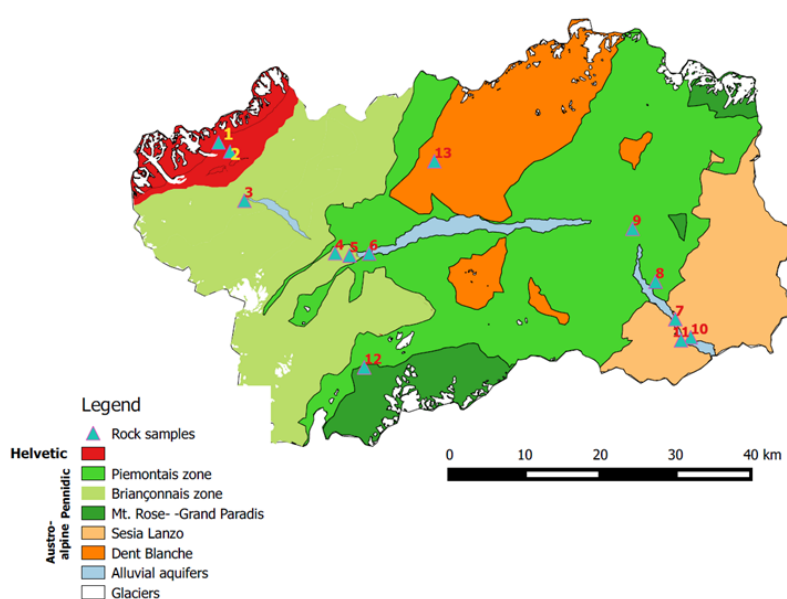 1
2
13
3
9
4
5
6
8
7
10
11
12
Legend
Rock samples
Helvetic
Piemontais zone
Briançonnais zone
Mt. Rose- -Grand Paradis
Sesia Lanzo
Dent Blanche
Alluvial aquifers
Glaciers
Pennidic
Austro-
alpine
0 10 20 30 40 km